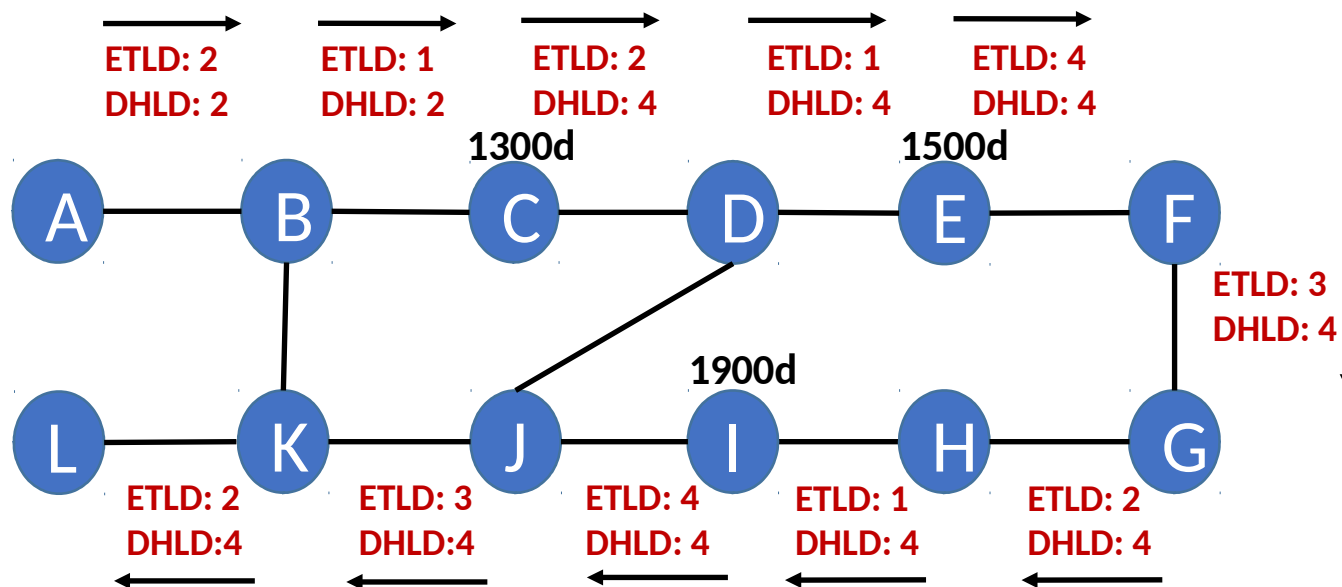 ETLD: 2
DHLD: 2
ETLD: 1
DHLD: 2
ETLD: 2
DHLD: 4
ETLD: 1
DHLD: 4
ETLD: 4
DHLD: 4
1300d
1500d
A
B
C
D
E
F
ETLD: 3
DHLD: 4
1900d
L
K
J
I
H
G
ETLD: 2
DHLD:4
ETLD: 3
DHLD:4
ETLD: 4
DHLD: 4
ETLD: 1
DHLD: 4
ETLD: 2
DHLD: 4